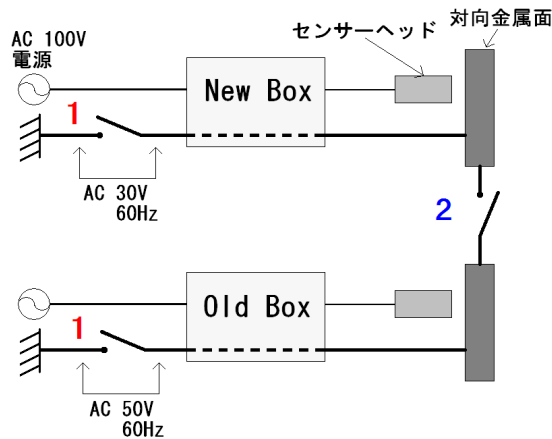 AC 100V
電源
センサーヘッド
対向金属面
New Box
1
AC 30V
60Hz
2
Old Box
1
AC 50V
60Hz